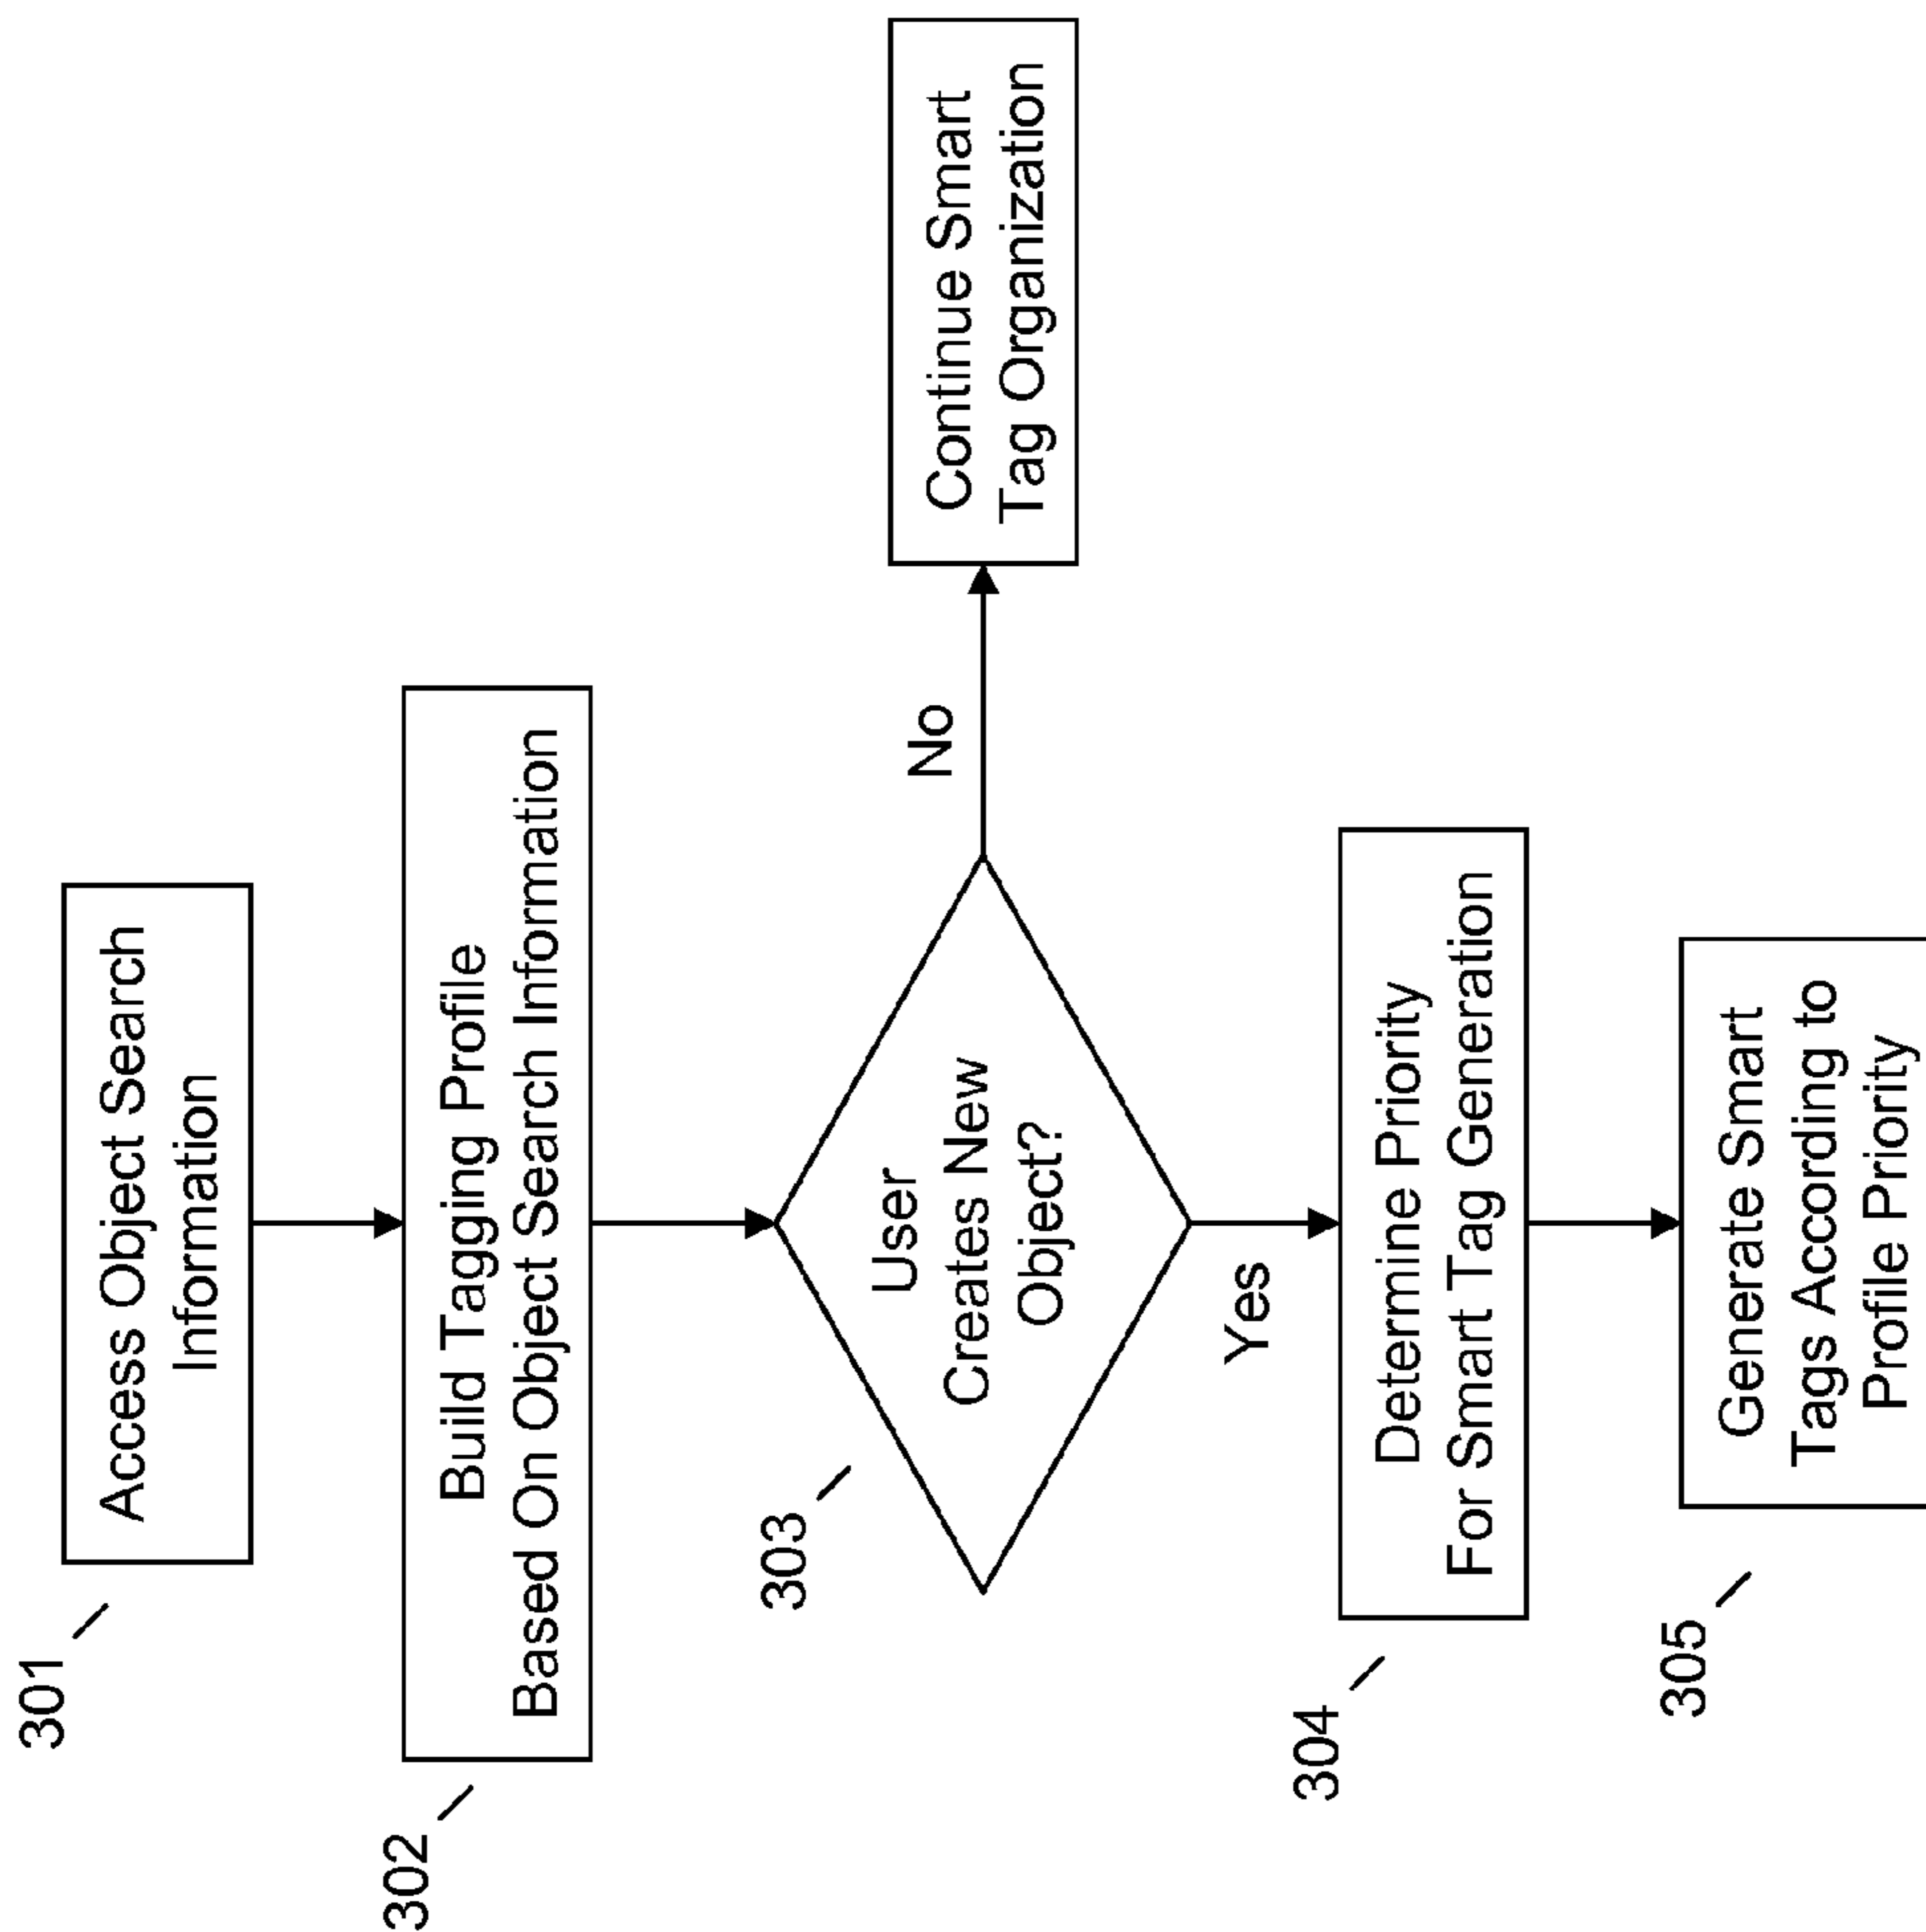 301
Access Object Search
Information
302
Build Tagging Profile
Based On Object Search Information
303
User
Creates New
Object?
No
Continue Smart
Tag Organization
Yes
304
Determine Priority
For Smart Tag Generation
305
Generate Smart
Tags According to
Profile Priority